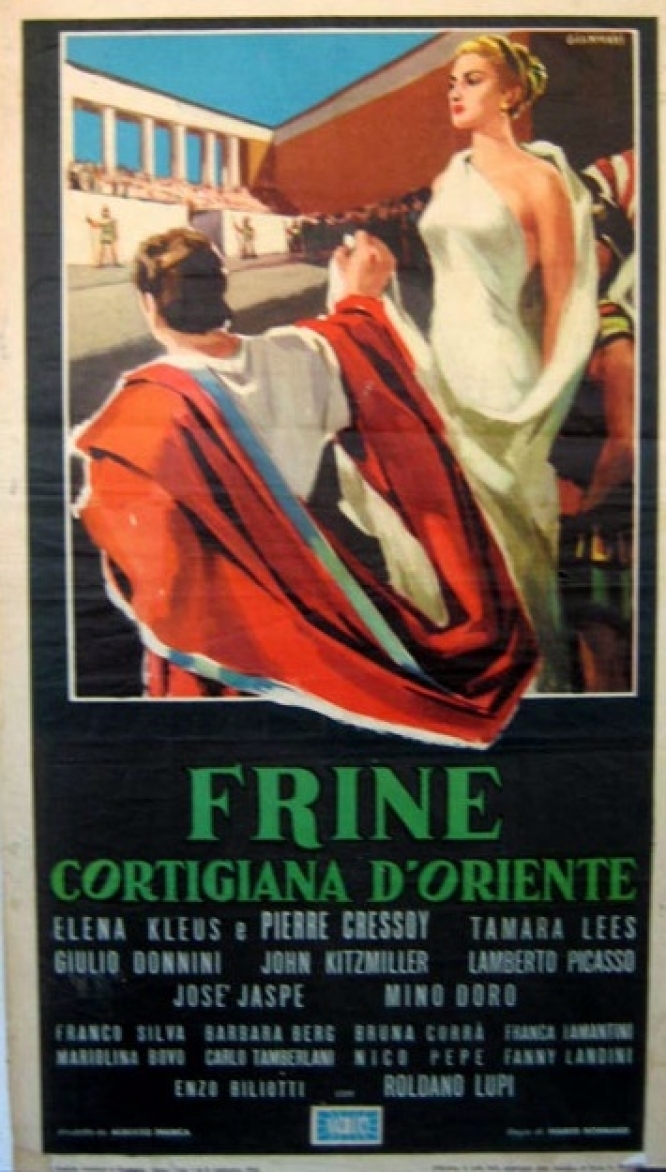 FRINE
CORTIGIANA D'ORIENTE
ELENA KLEUS e PIERRE CRESSOY TAMARA LEES
GIULIO DONNINI JOHN KITZMILLER LAMBERTO PICASSO
JOSE' JASPE MINO DORO
FRANCO SILVA BARBARA BERG BRUNA CORRÀ FRANCA TAMANTINI
MARIOLINA BOVO CARLO TAMBERLANI NICO PEPE FANNY LANDINI
ENZO BILIOTTI con ROLDANO LUPI